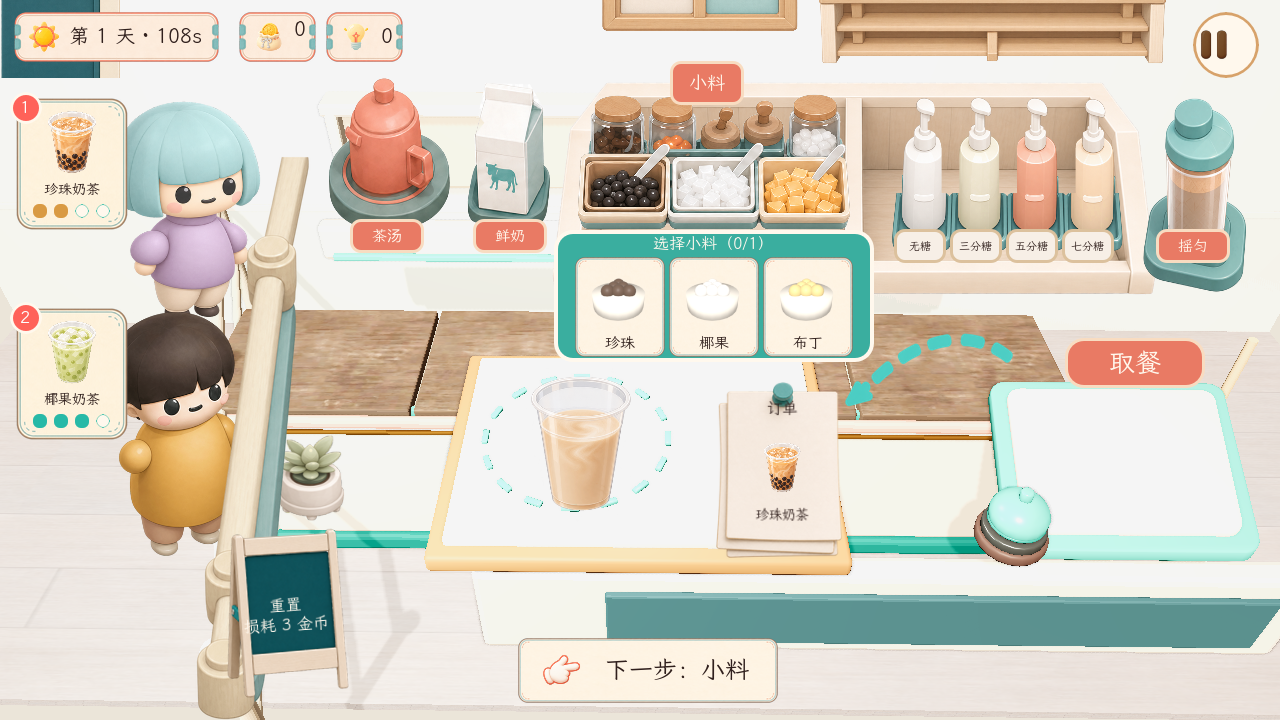 第 1 天·108s
0
0
1
珍珠奶茶
2
椰果奶茶
茶汤
鲜奶
小料
无糖
三分糖
五分糖
七分糖
摇匀
选择小料（0/1）
珍珠
椰果
布丁
取餐
订单
珍珠奶茶
重置
损耗 3 金币
下一步：小料